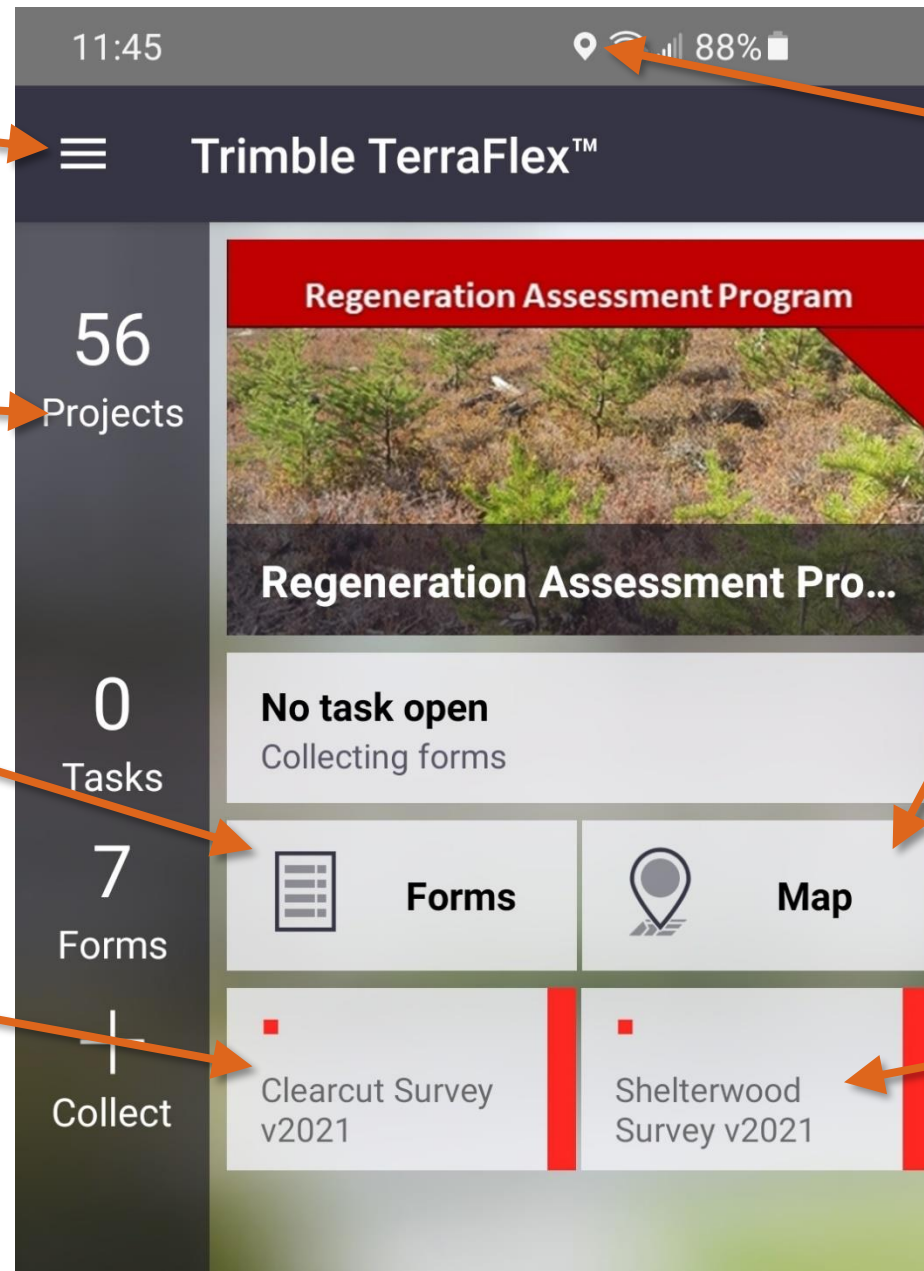 11:45
88%
Trimble TerraFlex™
56
Projects
Regeneration Assessment Program
Regeneration Assessment Pro...
0
Tasks
No task open
Collecting forms
7
Forms
Forms
Map
Collect
Clearcut Survey
v2021
Shelterwood
Survey v2021